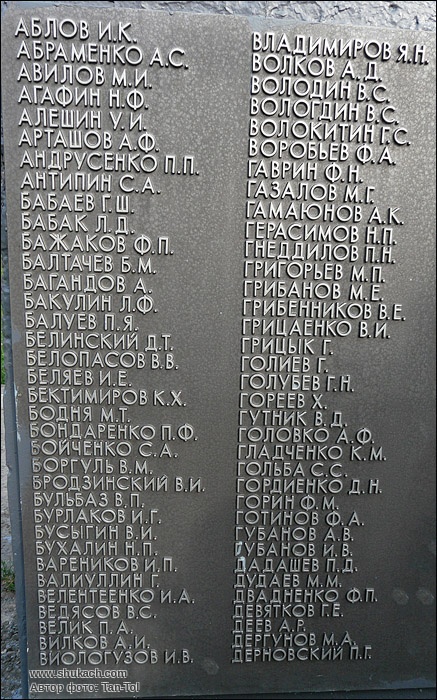 АБЛОВ И.К.
АБРАМЕНКО А.С.
АВИЛОВ М.И.
АГАФИН Н.Ф.
АЛЕШИН У.И.
АРТАШОВ А.Ф.
АНДРУСЕНКО П.П.
АНТИПИН С.А.
БАБАЕВ Г.Ш.
БАБАК Л.Д.
БАЖАКОВ Ф.П.
БАЛТАЧЕВ Б.М.
БАГАНДОВ А.
БАКУЛИН Л.Ф.
БАЛУЕВ П.Я.
БЕЛИНСКИЙ Д.Т.
БЕЛОПАСОВ В.В.
БЕЛЯЕВ И.Е.
БЕКТИМИРОВ К.Х.
БОДНЯ М.Т.
БОНДАРЕНКО П.Ф.
БОЙЧЕНКО С.А.
БОРГУЛЬ В.М.
БРОДЗИНСКИЙ В.И.
БУЛЬБАЗ В.П.
БУРЛАКОВ И.Г.
БУСЫГИН В.И.
БУХАЛИН Н.П.
ВАРЕНИКОВ И.П.
ВАЛИУЛЛИН Г.
ВЕЛЕНТЕЕНКО И.А.
ВЕДЯСОВ В.С.
ВЕЛИК П.А.
ВИЛКОВ А.И.
ВИОЛОГУЗОВ И.В.
ВЛАДИМИРОВ Я.Н.
ВОЛКОВ А.Д.
ВОЛОДИН В.С.
ВОЛОГДИН В.С.
ВОЛОКИТИН Г.С.
ВОРОБЬЕВ Ф.А.
ГАВРИН Ф.Н.
ГАЗАЛОВ М.Г.
ГАМАЮНОВ А.К.
ГЕРАСИМОВ Н.П.
ГНЕДДИЛОВ П.Н.
ГРИГОРЬЕВ М.П.
ГРИБАНОВ М.Е.
ГРИБЕННИКОВ В.Е.
ГРИЦАЕНКО В.И.
ГРИЦЫК Г.
ГОЛИЕВ Г.
ГОЛУБЕВ Г.Н.
ГОРЕЕВ Х.
ГУТНИК В.Д.
ГОЛОВКО А.Ф.
ГЛАДЧЕНКО К.М.
ГОЛЬБА С.С.
ГОРДИЕНКО Д.Н.
ГОРИН Ф.М.
ГОТИНОВ Ф.А.
ГУБАНОВ А.В.
ГУБАНОВ И.В.
ДАДАШЕВ П.Д.
ДУДАЕВ М.М.
ДВАДНЕНКО Ф.П.
ДЕВЯТКОВ Г.Е.
ДЕЕВ А.Р.
ДЕРГУНОВ М.А.
ДЕРНОВСКИЙ П.Г.
www.shukach.com
Автор фото: Tan-Tol